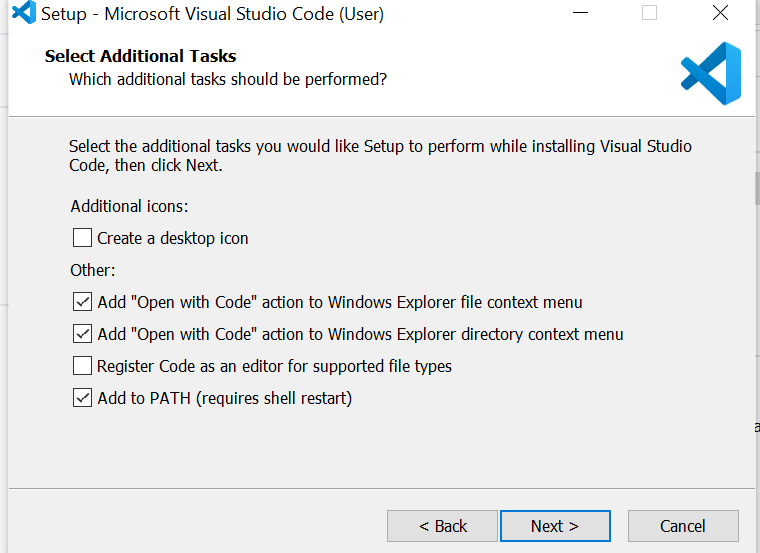 Setup - Microsoft Visual Studio Code (User)
Select Additional Tasks
Which additional tasks should be performed?
Select the additional tasks you would like Setup to perform while installing Visual Studio
Code, then click Next.
Additional icons:
Create a desktop icon
Other:
Add "Open with Code" action to Windows Explorer file context menu
Add "Open with Code" action to Windows Explorer directory context menu
Register Code as an editor for supported file types
Add to PATH (requires shell restart)
< Back
Next >
Cancel